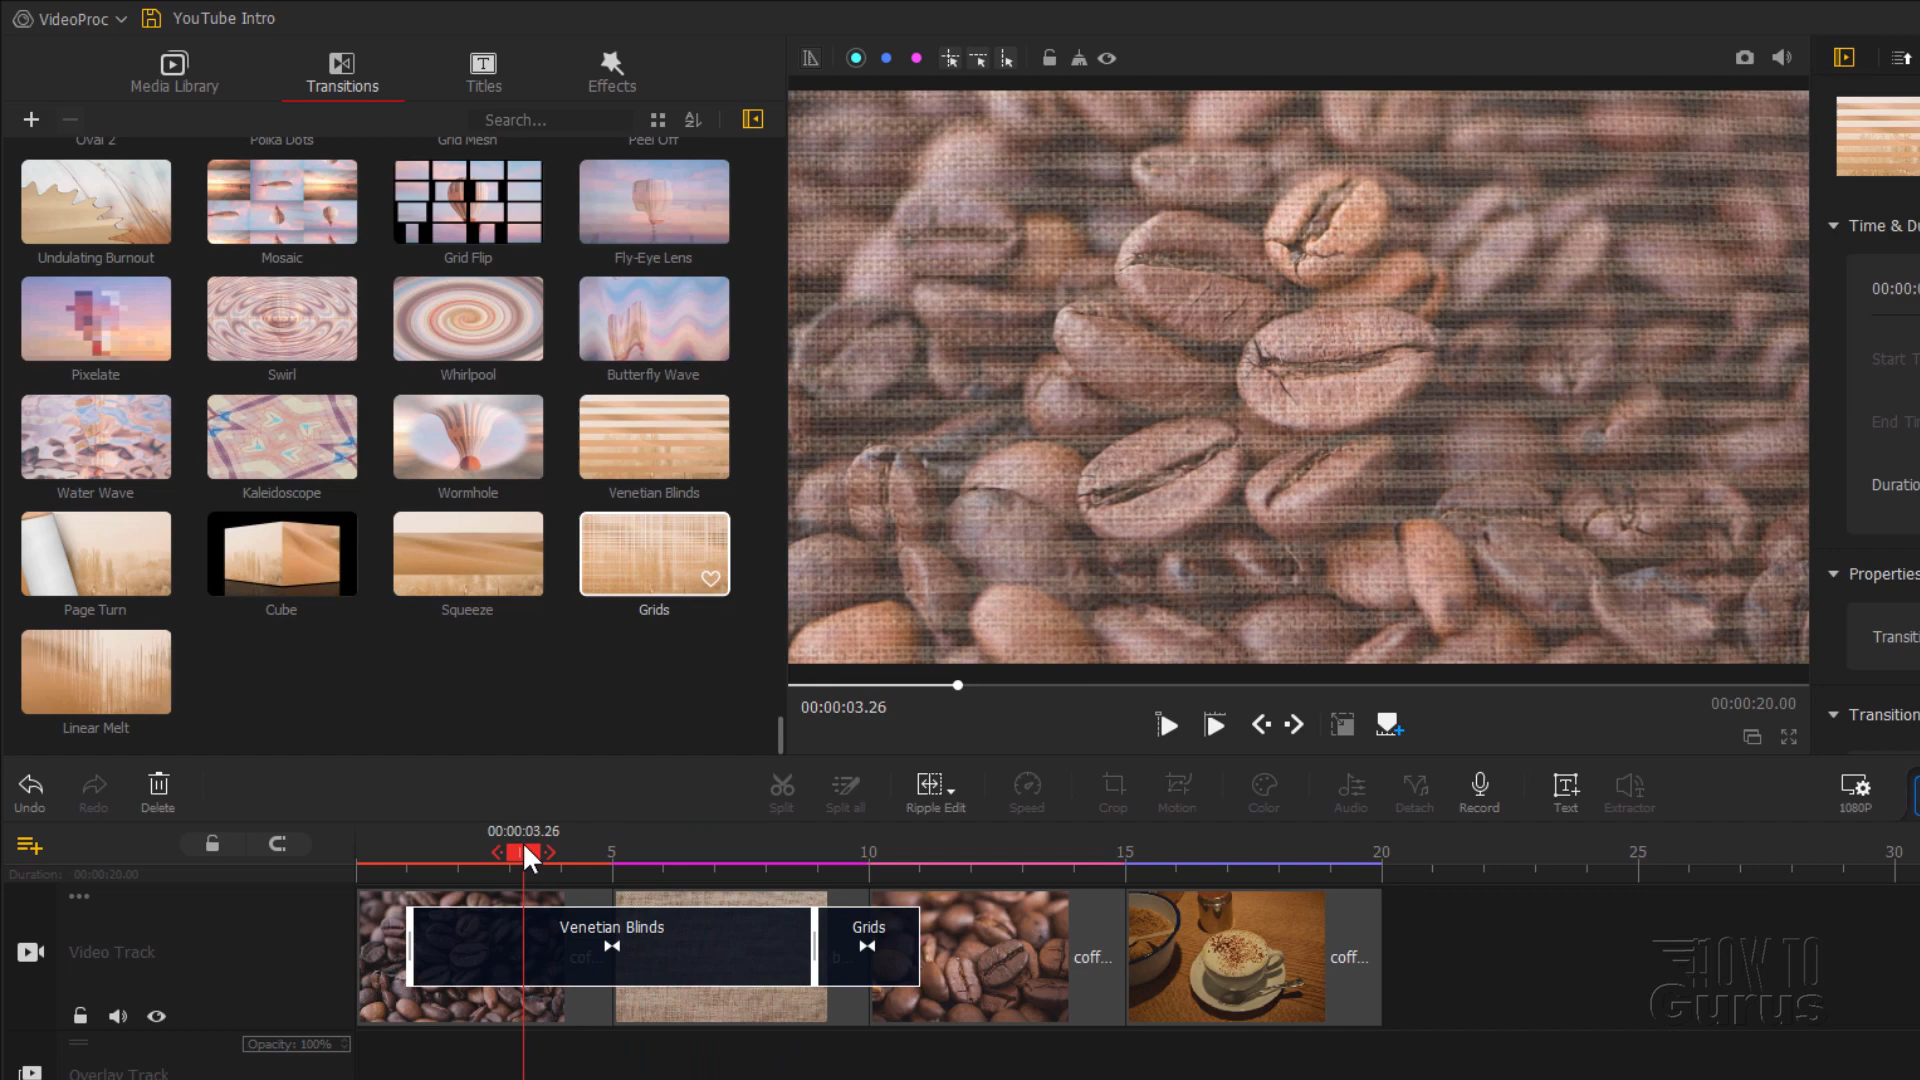 VideoProc
YouTube Intro
Media Library
Transitions
Titles
Effects
Search...
Oval 2
Polka Dots
Grid Mesh
Peel Off
Undulating Burnout
Mosaic
Grid Flip
Fly-Eye Lens
Pixelate
Swirl
Whirlpool
Butterfly Wave
Water Wave
Kaleidoscope
Wormhole
Venetian Blinds
Page Turn
Cube
Squeeze
Grids
Linear Melt
00:00:03.26
00:00:20.00
Time & Du
00:00:0
Start T
End Ti
Duratio
Properties
Transiti
Transition
Undo
Redo
Delete
Split
Split all
Ripple Edit
Speed
Crop
Motion
Color
Audio
Detach
Record
Text
Extractor
1080P
00:00:03.26
5
10
15
20
25
30
Duration: 00:00:20.00
Video Track
Venetian Blinds
Grids
cof...
b...
coff...
coff...
Opacity: 100%
Overlay Track
HOW TO
Gurus